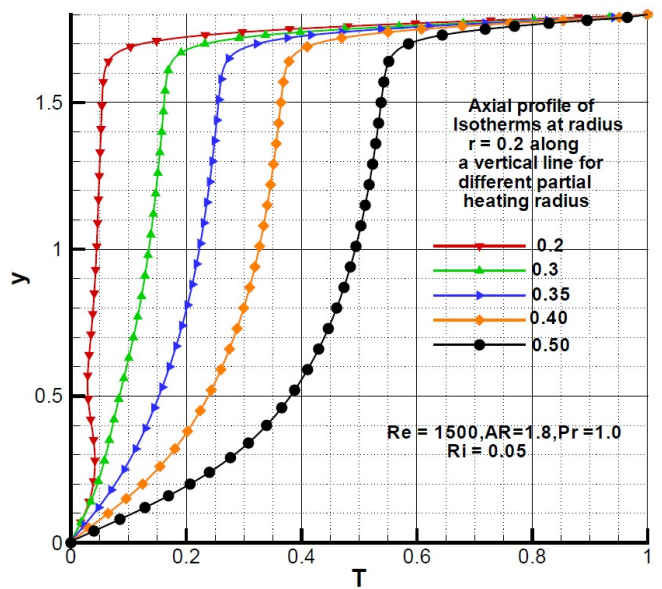 1.5
1
0.5
0
y
0
0.2
0.4
0.6
0.8
1
T
Axial profile of
Isotherms at radius
r = 0.2 along
a vertical line for
different partial
heating radius
0.2
0.3
0.35
0.40
0.50
Re = 1500,AR=1.8,Pr =1.0
Ri = 0.05